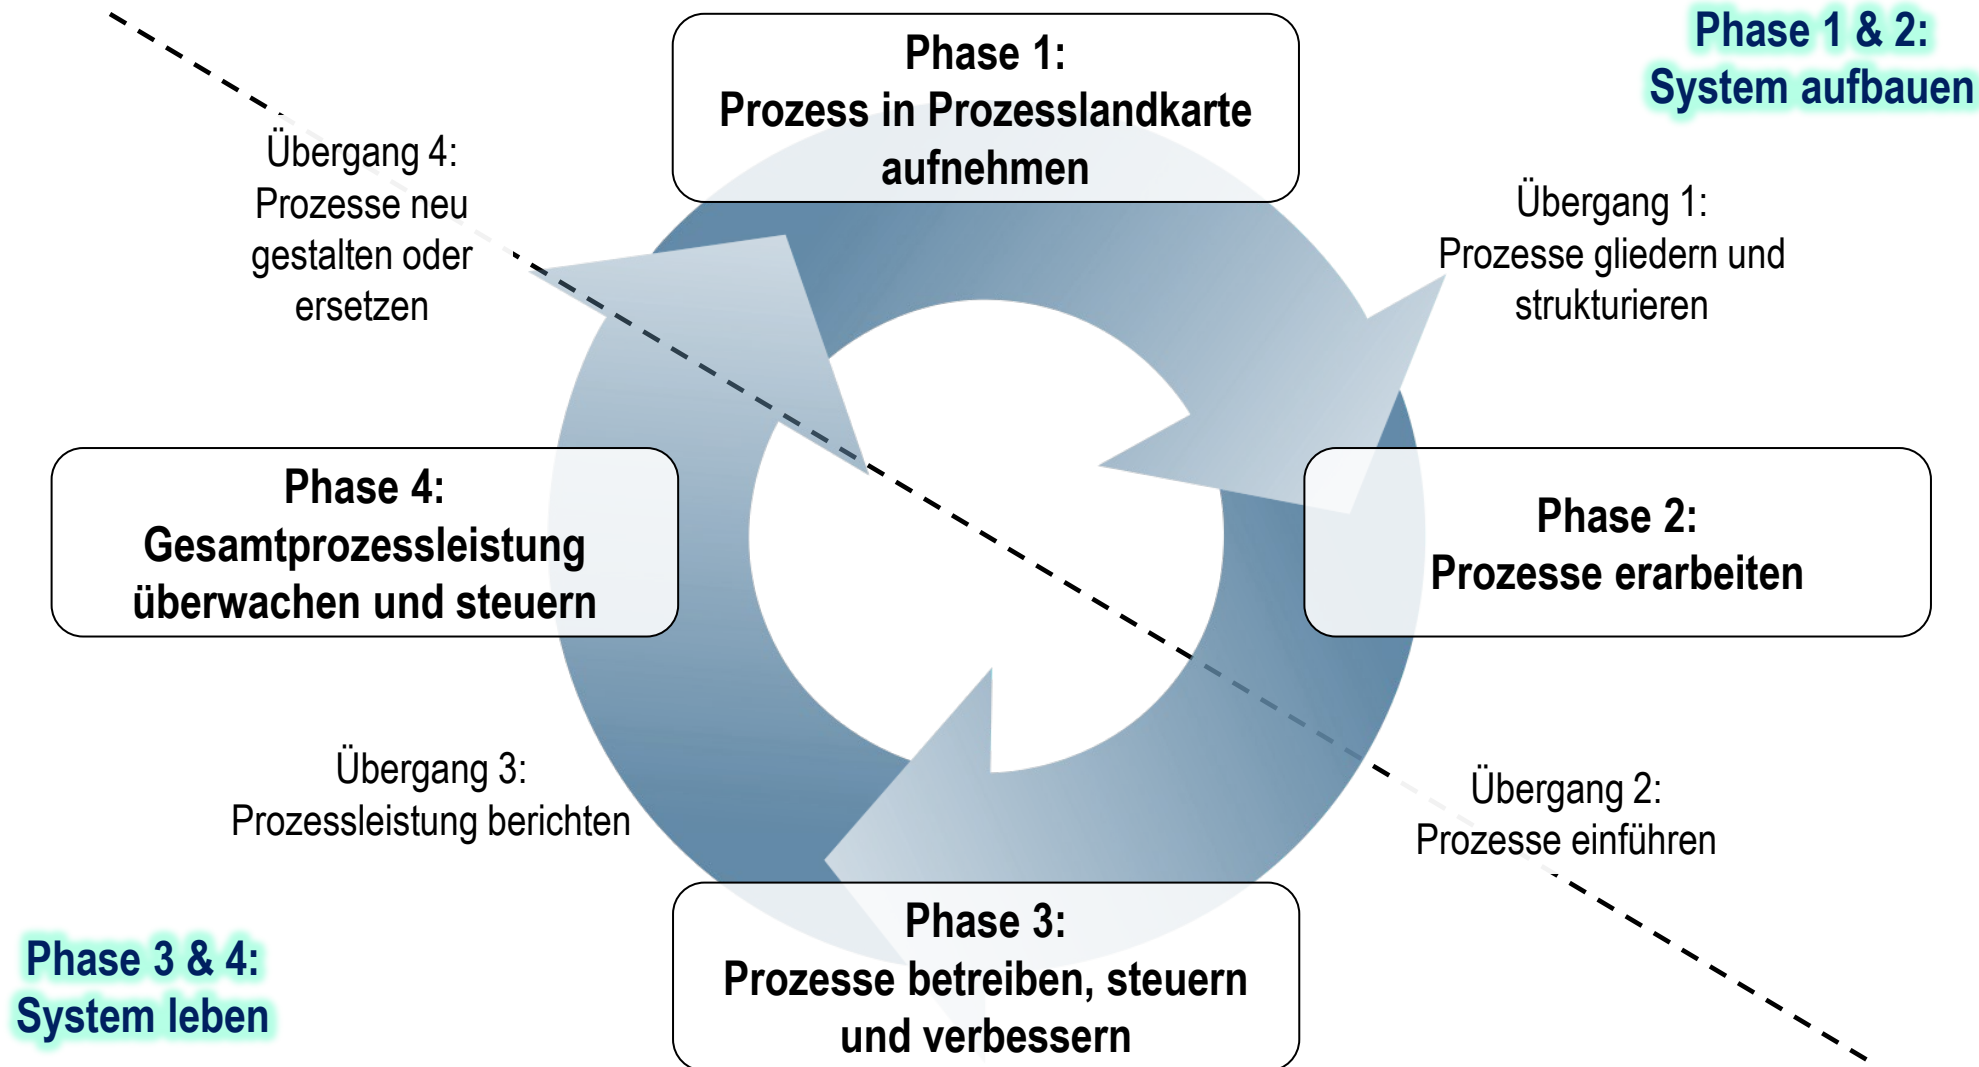 Phase 1:
Prozess in Prozesslandkarte
aufnehmen
Phase 1 & 2:
System aufbauen
Übergang 4:
Prozesse neu
gestalten oder
ersetzen
Übergang 1:
Prozesse gliedern und
strukturieren
Phase 4:
Gesamtprozessleistung
überwachen und steuern
Phase 2:
Prozesse erarbeiten
Übergang 3:
Prozessleistung berichten
Übergang 2:
Prozesse einführen
Phase 3 & 4:
System leben
Phase 3:
Prozesse betreiben, steuern
und verbessern